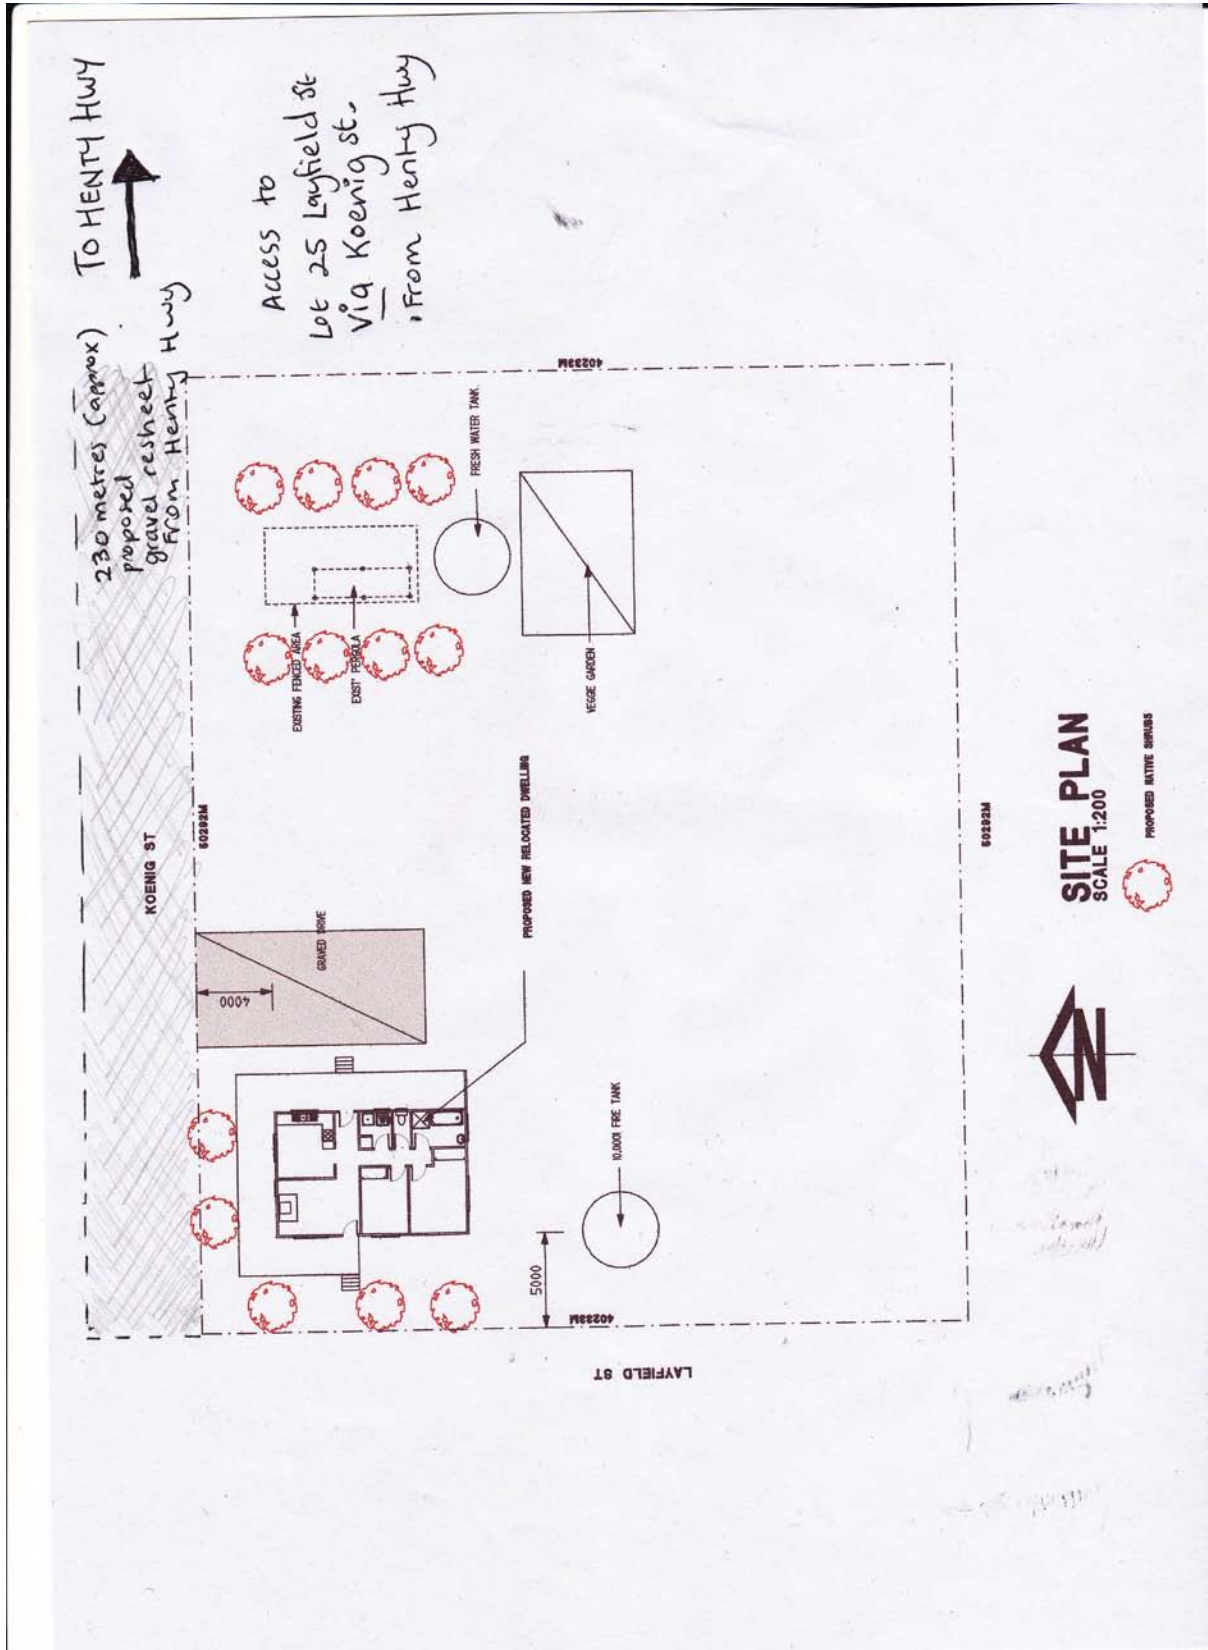 TO HENTY HWY
230 metres (approx)
proposed
gravel resheet
From Henty Hwy
Access to
Lot 25 Layfield St
Via Koenig St.
From Henty Hwy
KOENIG ST
50292M
40233M
GRAVED DRIVE
4000
EXISTING FENCED AREA
EXIST' PERGOLA
FRESH WATER TANK
VEGGIE GARDEN
PROPOSED NEW RELOCATED DWELLING
10,000l FIRE TANK
5000
40233M
LAYFIELD ST
50292M
SITE PLAN
SCALE 1:200
PROPOSED NATIVE SHRUBS
N